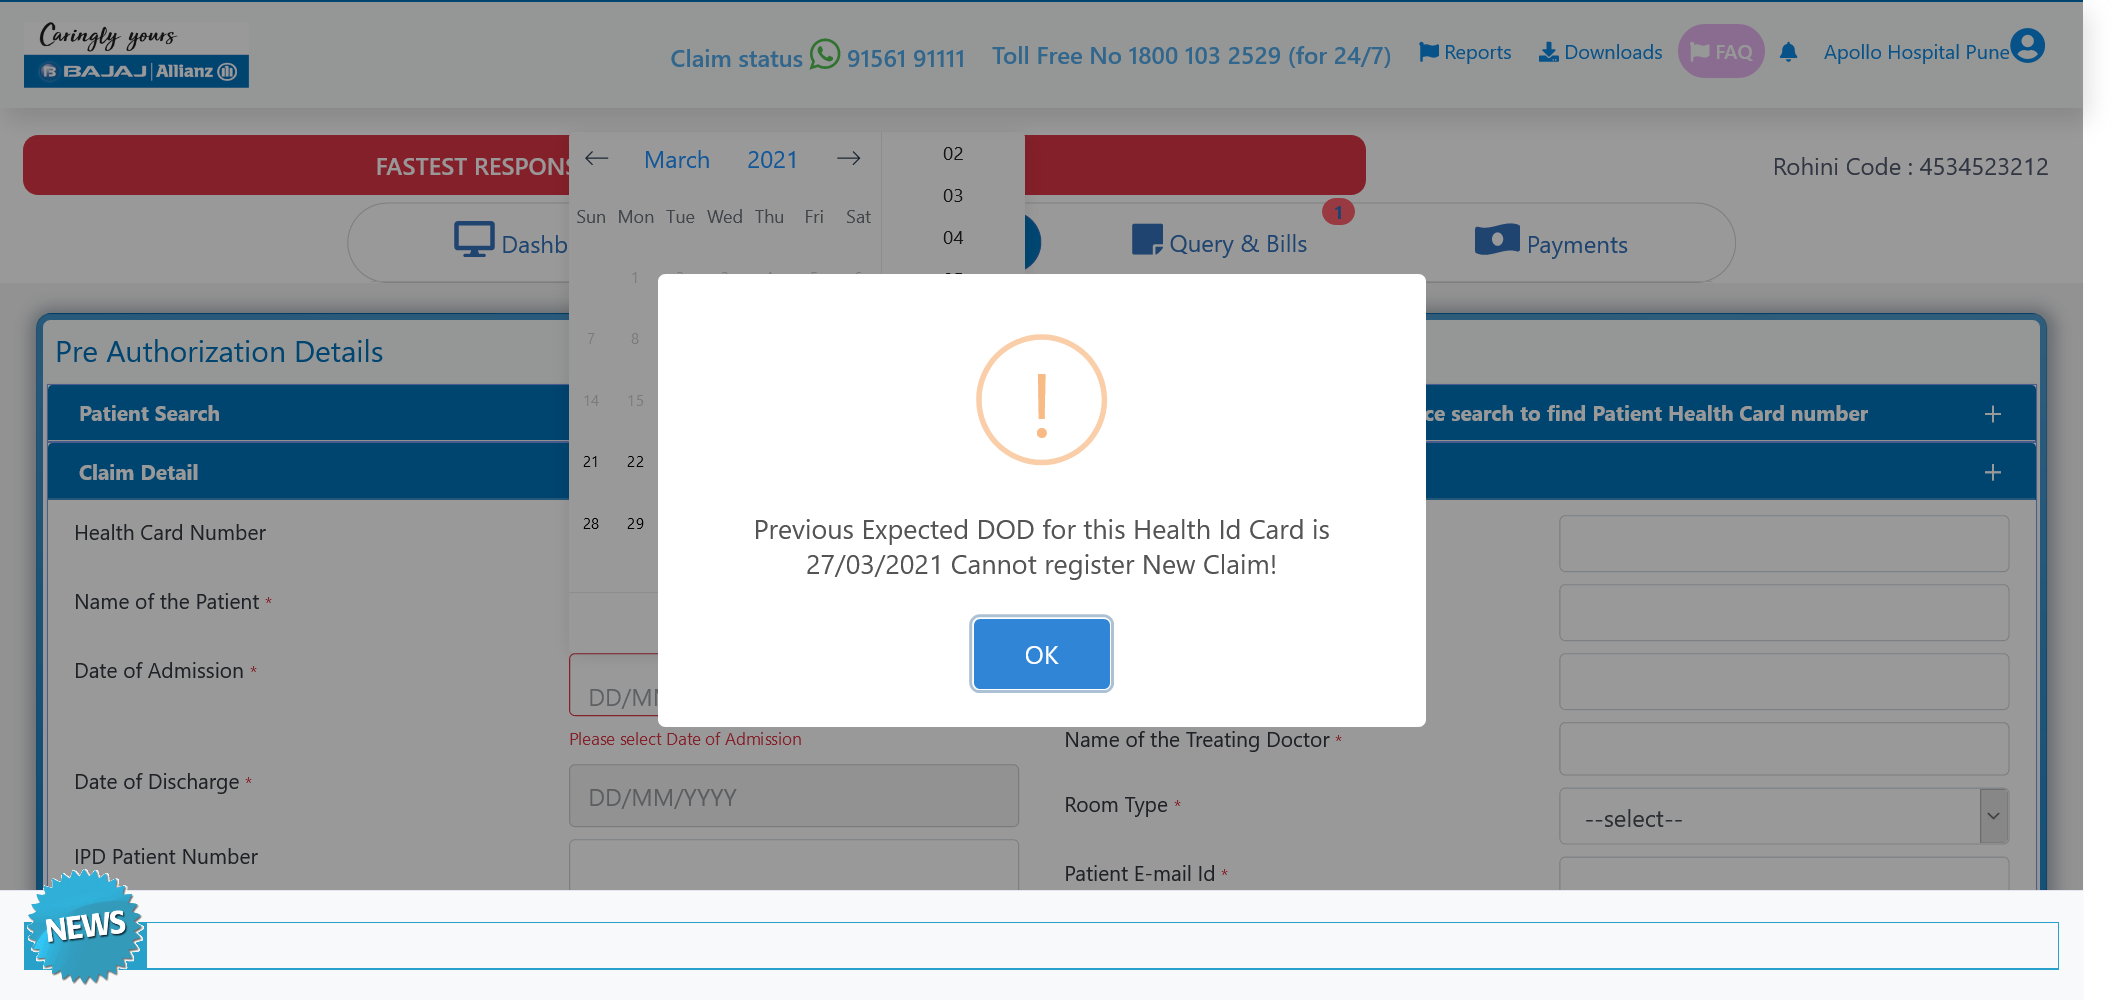 Caringly yours
BAJAJ | Allianz
Claim status 91561 91111
Toll Free No 1800 103 2529 (for 24/7)
Reports
Downloads
FAQ
Apollo Hospital Pune
FASTEST RESPONS
Rohini Code : 4534523212
March 2021
Sun Mon Tue Wed Thu Fri Sat
1
7 8
14 15
21 22
28 29
02
03
04
Dashb
Query & Bills
1
Payments
Pre Authorization Details
Patient Search
ce search to find Patient Health Card number
Claim Detail
Previous Expected DOD for this Health Id Card is
27/03/2021 Cannot register New Claim!
OK
Health Card Number
Name of the Patient *
Date of Admission *
DD/M
Please select Date of Admission
Name of the Treating Doctor *
Date of Discharge *
DD/MM/YYYY
Room Type *
--select--
IPD Patient Number
Patient E-mail Id *
NEWS